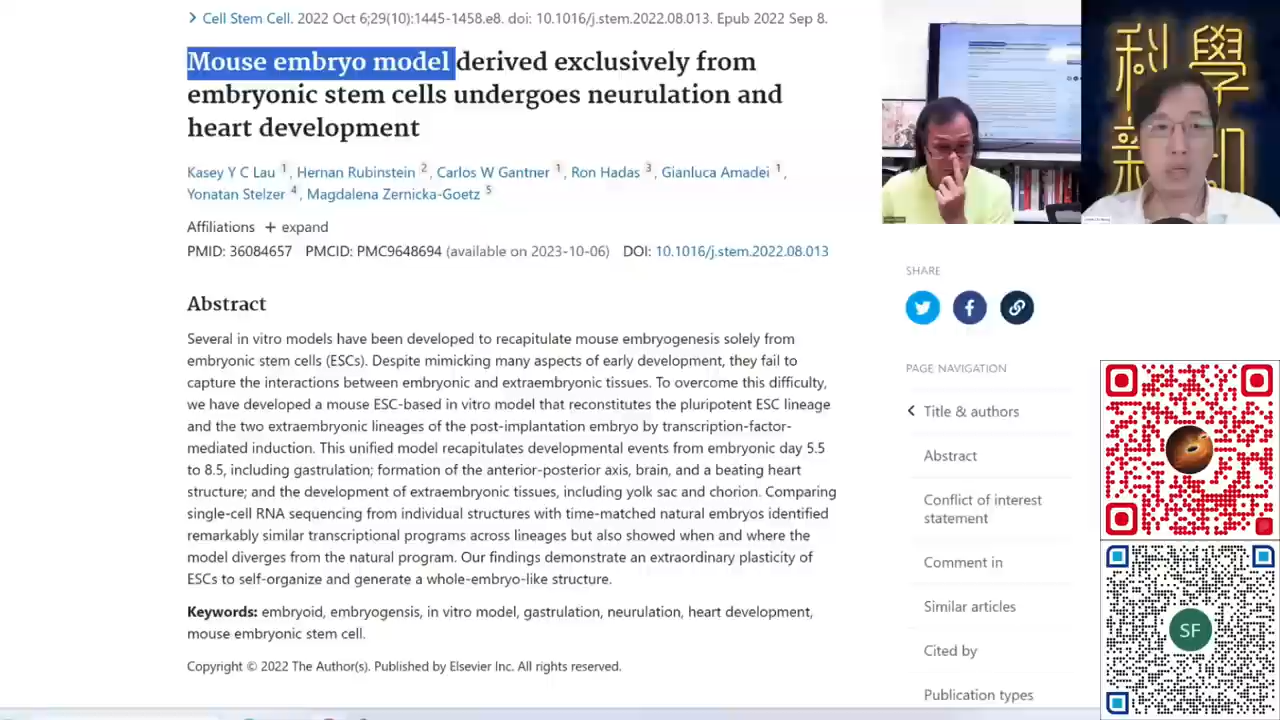 Cell Stem Cell. 2022 Oct 6;29(10):1445-1458.e8. doi: 10.1016/j.stem.2022.08.013. Epub 2022 Sep 8.
Mouse embryo model derived exclusively from
embryonic stem cells undergoes neurulation and
heart development
Kasey Y C Lau 1, Hernan Rubinstein 2, Carlos W Gantner 1, Ron Hadas 3, Gianluca Amadei 1,
Yonatan Stelzer 4, Magdalena Zernicka-Goetz 5
Affiliations + expand
PMID: 36084657 PMCID: PMC9648694 (available on 2023-10-06) DOI: 10.1016/j.stem.2022.08.013
Abstract
Several in vitro models have been developed to recapitulate mouse embryogenesis solely from
embryonic stem cells (ESCs). Despite mimicking many aspects of early development, they fail to
capture the interactions between embryonic and extraembryonic tissues. To overcome this difficulty,
we have developed a mouse ESC-based in vitro model that reconstitutes the pluripotent ESC lineage
and the two extraembryonic lineages of the post-implantation embryo by transcription-factor-
mediated induction. This unified model recapitulates developmental events from embryonic day 5.5
to 8.5, including gastrulation; formation of the anterior-posterior axis, brain, and a beating heart
structure; and the development of extraembryonic tissues, including yolk sac and chorion. Comparing
single-cell RNA sequencing from individual structures with time-matched natural embryos identified
remarkably similar transcriptional programs across lineages but also showed when and where the
model diverges from the natural program. Our findings demonstrate an extraordinary plasticity of
ESCs to self-organize and generate a whole-embryo-like structure.
Keywords: embryoid, embryogensis, in vitro model, gastrulation, neurulation, heart development,
mouse embryonic stem cell.
Copyright © 2022 The Author(s). Published by Elsevier Inc. All rights reserved.
科學
新知
SHARE
PAGE NAVIGATION
Title & authors
Abstract
Conflict of interest
statement
Comment in
Similar articles
Cited by
Publication types
SF